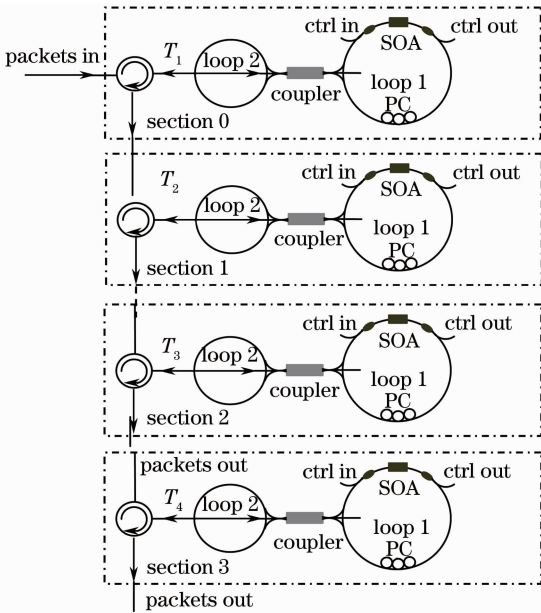 ctrl in
ctrl out
SOA
packets in
T1
loop 2
coupler
loop 1
PC
section 0
ctrl in
ctrl out
SOA
T2
loop 2
coupler
loop 1
PC
section 1
ctrl in
ctrl out
SOA
T3
loop 2
coupler
loop 1
PC
section 2
packets out
ctrl in
ctrl out
SOA
T4
loop 2
coupler
loop 1
PC
section 3
packets out